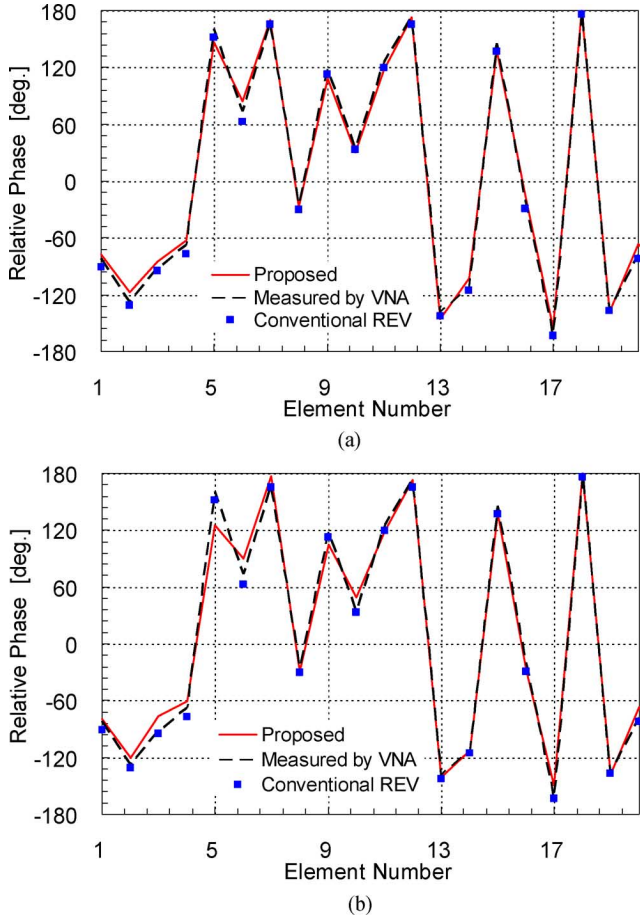 180
120
60
0
-60
-120
-180
Relative Phase [deg.]
Proposed
Measured by VNA
Conventional REV
1 5 9 13 17
Element Number
(a)
180
120
60
0
-60
-120
-180
Relative Phase [deg.]
Proposed
Measured by VNA
Conventional REV
1 5 9 13 17
Element Number
(b)